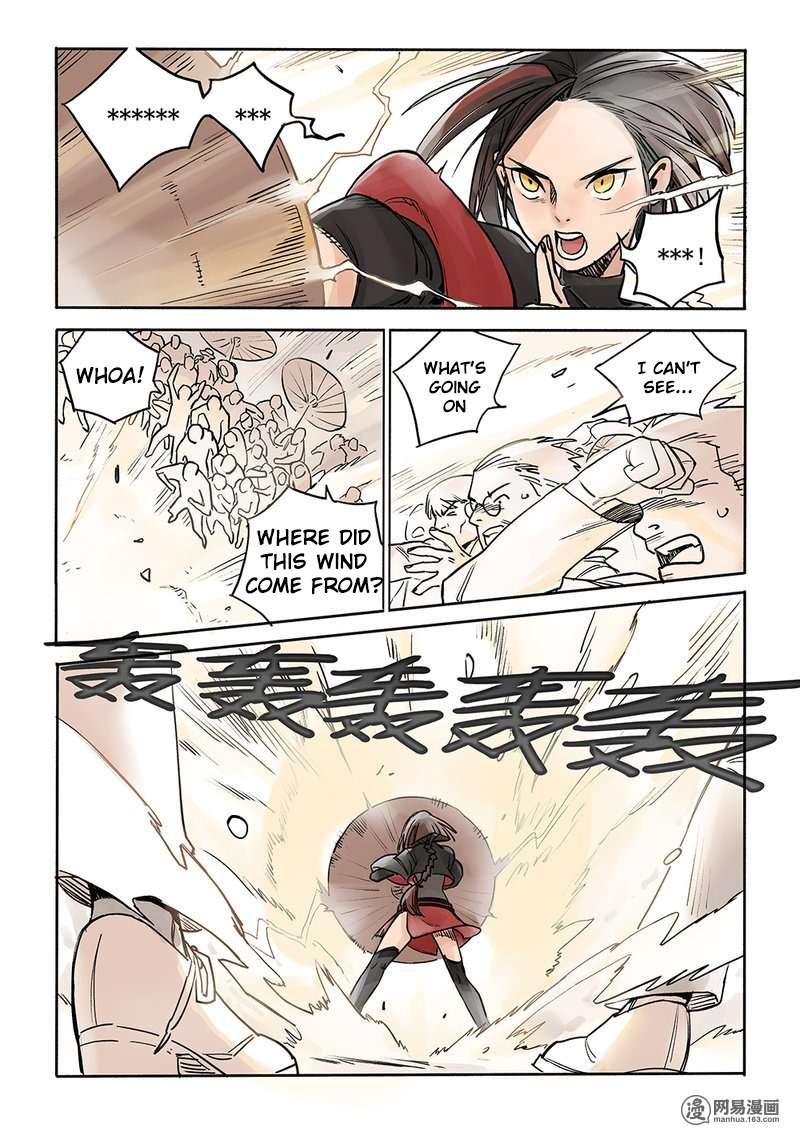 ******   ***
***!
WHOA!
WHERE DID
THIS WIND
COME FROM?
WHAT'S
GOING
ON
I CAN'T
SEE...
轰轰轰轰轰
漫 网易漫画
manhua.163.com